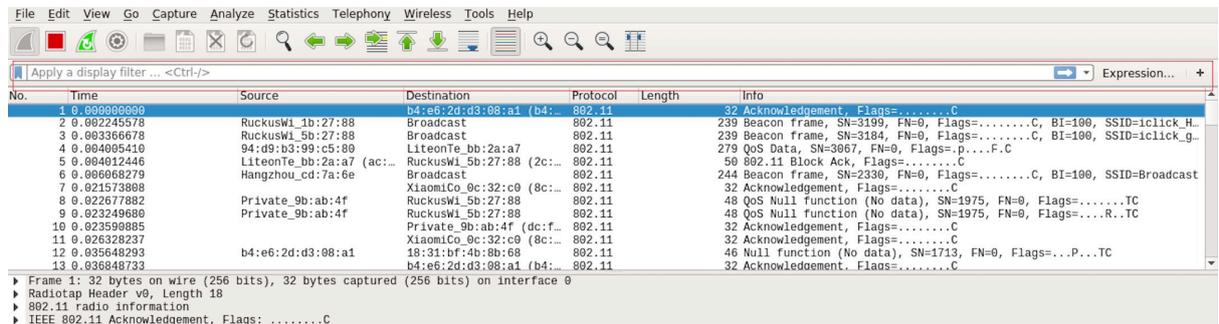 File Edit View Go Capture Analyze Statistics Telephony Wireless Tools Help
Apply a display filter ... <Ctrl-/> Expression... +
No. Time Source Destination Protocol Length Info
1 0.000000000 b4:e6:2d:d3:08:a1 (b4:… 802.11 32 Acknowledgement, Flags=........C
2 0.002245578 RuckusWi_1b:27:88 Broadcast 802.11 239 Beacon frame, SN=3199, FN=0, Flags=........C, BI=100, SSID=iclick_H…
3 0.003366678 RuckusWi_5b:27:88 Broadcast 802.11 239 Beacon frame, SN=3184, FN=0, Flags=........C, BI=100, SSID=iclick_g…
4 0.004005410 94:d9:b3:99:c5:80 LiteonTe_bb:2a:a7 802.11 279 QoS Data, SN=3067, FN=0, Flags=.p....F.C
5 0.004012446 LiteonTe_bb:2a:a7 (ac:… RuckusWi_5b:27:88 (2c:… 802.11 50 802.11 Block Ack, Flags=........C
6 0.006068279 Hangzhou_cd:7a:6e Broadcast 802.11 244 Beacon frame, SN=2330, FN=0, Flags=........C, BI=100, SSID=Broadcast
7 0.021573808 XiaomiCo_0c:32:c0 (8c:… 802.11 32 Acknowledgement, Flags=........C
8 0.022677882 Private_9b:ab:4f RuckusWi_5b:27:88 802.11 48 QoS Null function (No data), SN=1975, FN=0, Flags=.......TC
9 0.023249680 Private_9b:ab:4f RuckusWi_5b:27:88 802.11 48 QoS Null function (No data), SN=1975, FN=0, Flags=....R..TC
10 0.023590885 Private_9b:ab:4f (dc:f… 802.11 32 Acknowledgement, Flags=........C
11 0.026328237 XiaomiCo_0c:32:c0 (8c:… 802.11 32 Acknowledgement, Flags=........C
12 0.035648293 b4:e6:2d:d3:08:a1 18:31:bf:4b:8b:68 802.11 46 Null function (No data), SN=1713, FN=0, Flags=...P...TC
13 0.036848733 b4:e6:2d:d3:08:a1 (b4:… 802.11 32 Acknowledgement, Flags=........C
Frame 1: 32 bytes on wire (256 bits), 32 bytes captured (256 bits) on interface 0
Radiotap Header v0, Length 18
802.11 radio information
IEEE 802.11 Acknowledgement, Flags: ........C